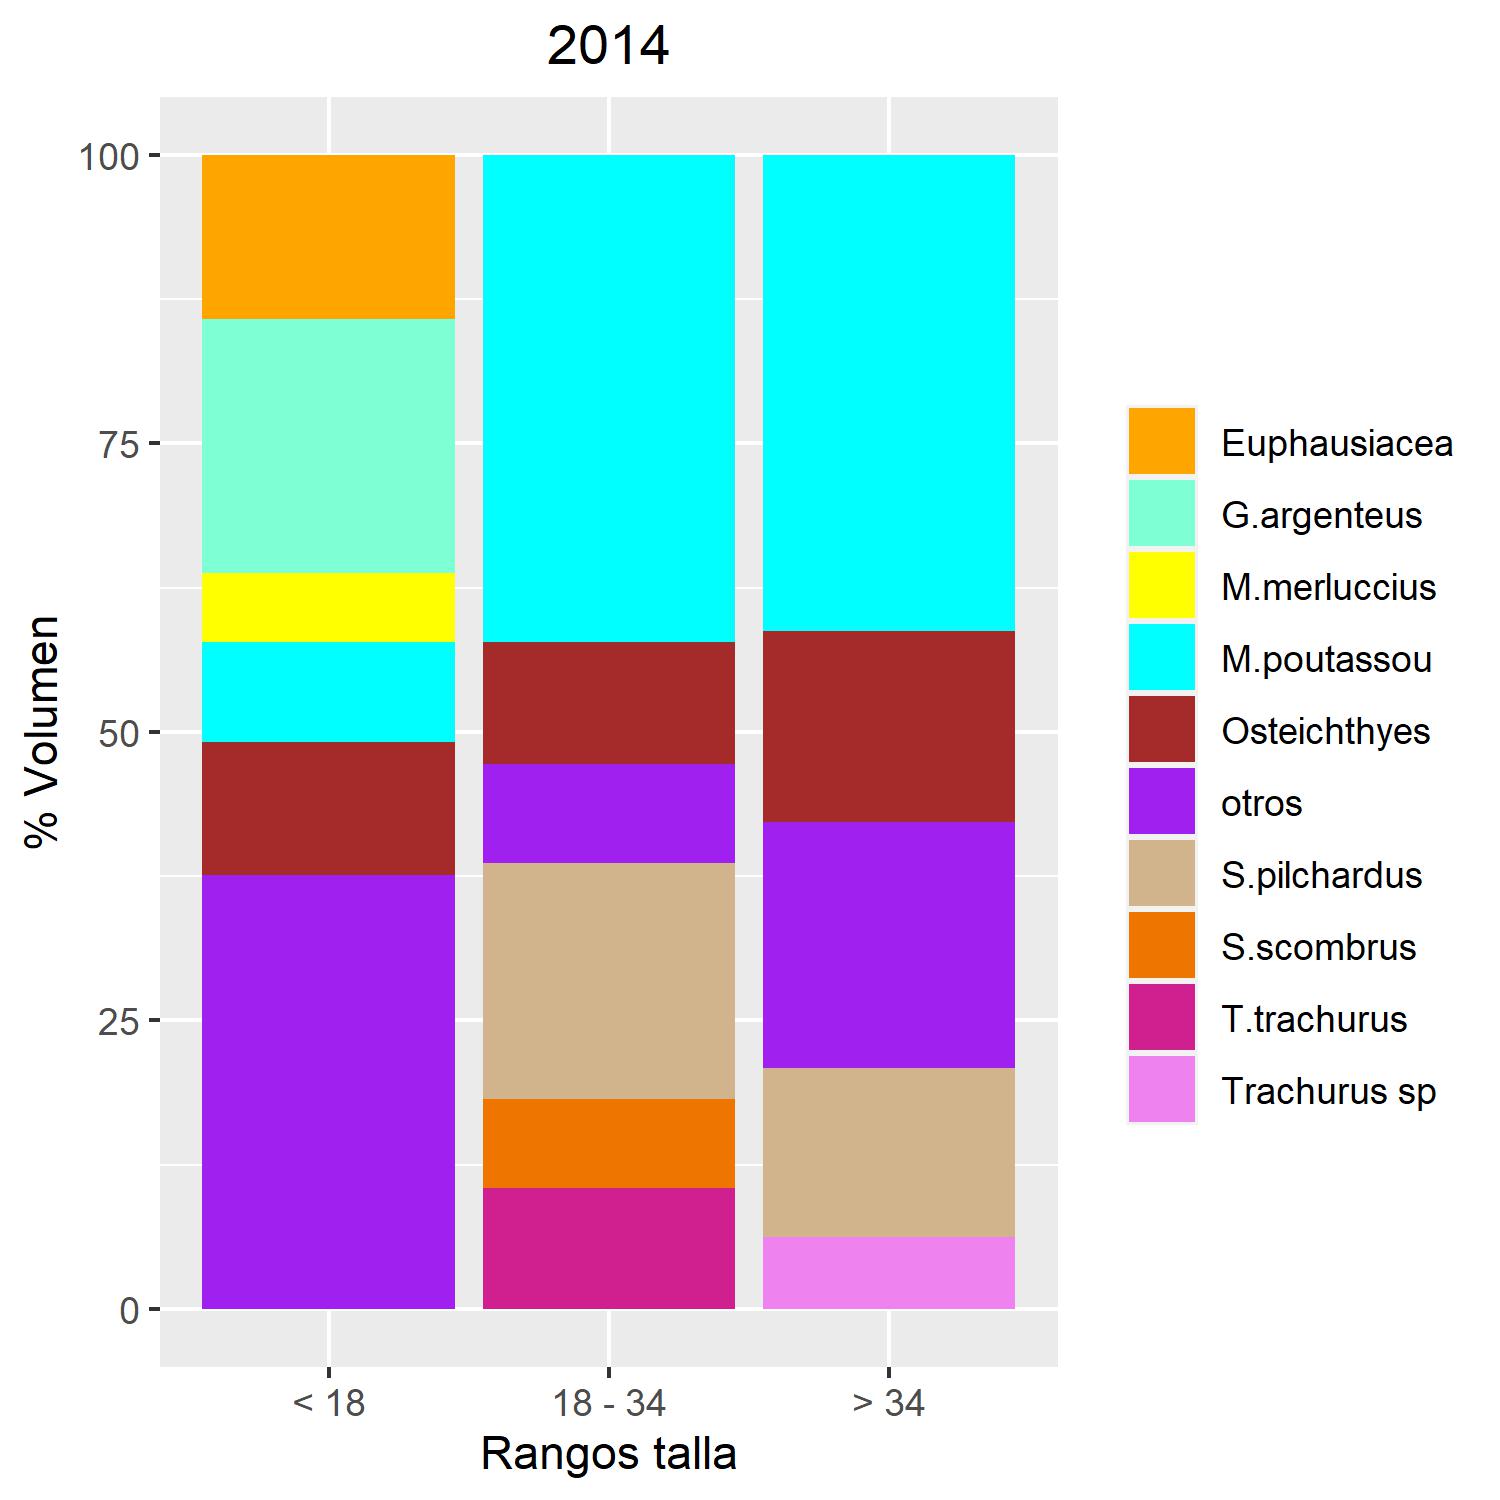 2014
% Volumen
100
75
50
25
0
< 18
18 - 34
> 34
Rangos talla
Euphausiacea
G.argenteus
M.merluccius
M.poutassou
Osteichthyes
otros
S.pilchardus
S.scombrus
T.trachurus
Trachurus sp